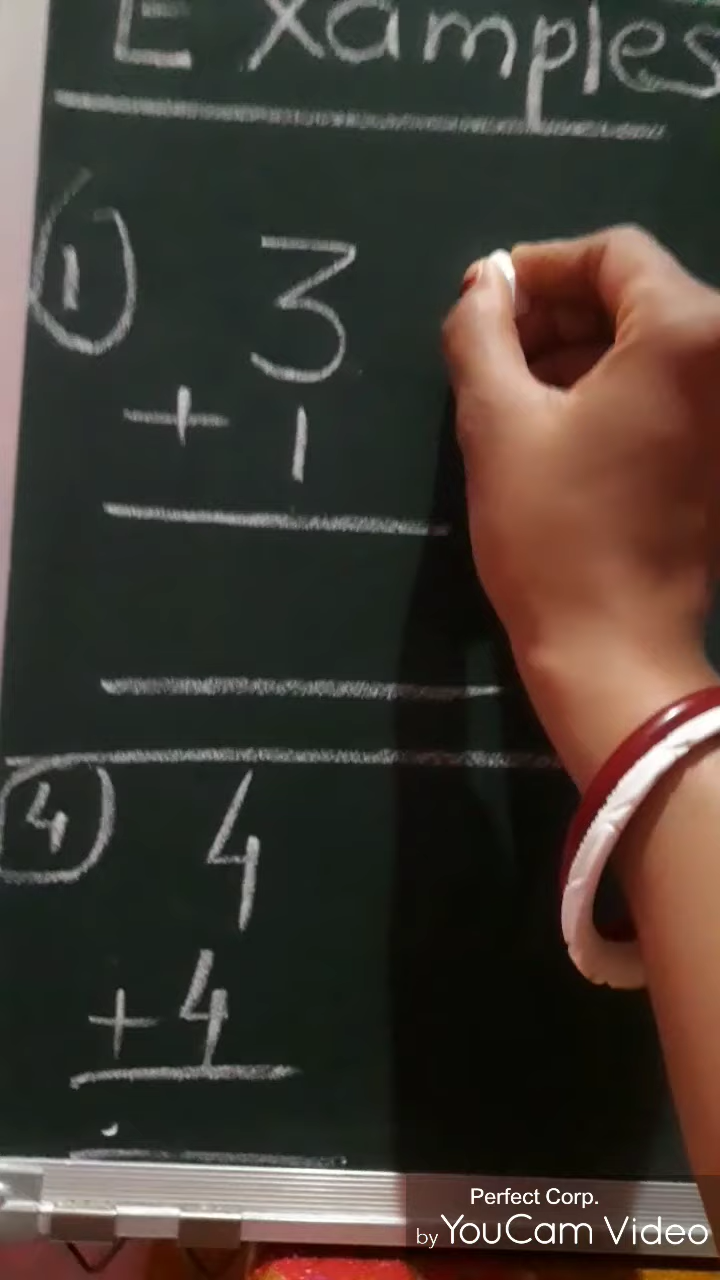 Examples
① 3
+ 1
④ 4
+ 4
Perfect Corp.
by YouCam Video